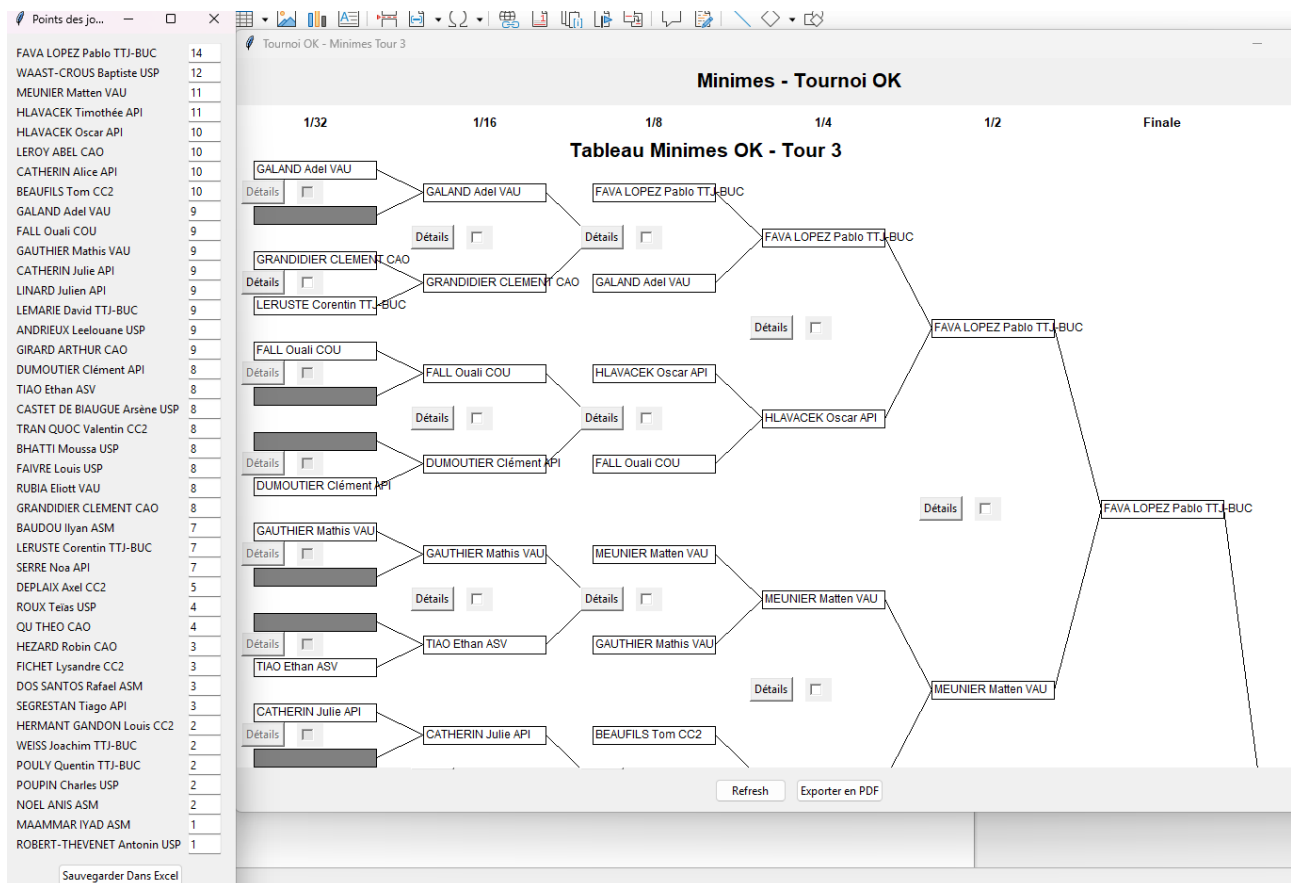 Points des jo...
FAVA LOPEZ Pablo TTJ-BUC 14
WAAST-CROUS Baptiste USP 12
MEUNIER Matten VAU 11
HLAVACEK Timothée API 11
HLAVACEK Oscar API 10
LEROY ABEL CAO 10
CATHERIN Alice API 10
BEAUFILS Tom CC2 10
GALAND Adel VAU 9
FALL Ouali COU 9
GAUTHIER Mathis VAU 9
CATHERIN Julie API 9
LINARD Julien API 9
LEMARIE David TTJ-BUC 9
ANDRIEUX Leelouane USP 9
GIRARD ARTHUR CAO 9
DUMOUTIER Clément API 8
TIAO Ethan ASV 8
CASTET DE BIAUGUE Arsène USP 8
TRAN QUOC Valentin CC2 8
BHATTI Moussa USP 8
FAIVRE Louis USP 8
RUBIA Eliott VAU 8
GRANDIDIER CLEMENT CAO 8
BAUDOU Ilyan ASM 7
LERUSTE Corentin TTJ-BUC 7
SERRE Noa API 7
DEPLAIX Axel CC2 5
ROUX Teïas USP 4
QU THEO CAO 4
HEZARD Robin CAO 3
FICHET Lysandre CC2 3
DOS SANTOS Rafael ASM 3
SEGRESTAN Tiago API 3
HERMANT GANDON Louis CC2 2
WEISS Joachim TTJ-BUC 2
POULY Quentin TTJ-BUC 2
POUPIN Charles USP 2
NOEL ANIS ASM 2
MAAMMAR IYAD ASM 1
ROBERT-THEVENET Antonin USP 1
Sauvegarder Dans Excel
Tournoi OK - Minimes Tour 3
Minimes - Tournoi OK
1/32 1/16 1/8 1/4 1/2 Finale
Tableau Minimes OK - Tour 3
GALAND Adel VAU
Détails GALAND Adel VAU FAVA LOPEZ Pablo TTJ-BUC
Détails Détails FAVA LOPEZ Pablo TTJ-BUC
GRANDIDIER CLEMENT CAO
Détails GRANDIDIER CLEMENT CAO GALAND Adel VAU
LERUSTE Corentin TTJ-BUC
Détails FAVA LOPEZ Pablo TTJ-BUC
FALL Ouali COU
Détails FALL Ouali COU HLAVACEK Oscar API
Détails Détails HLAVACEK Oscar API
Détails DUMOUTIER Clément API FALL Ouali COU
DUMOUTIER Clément API
Détails FAVA LOPEZ Pablo TTJ-BUC
GAUTHIER Mathis VAU
Détails GAUTHIER Mathis VAU MEUNIER Matten VAU
Détails Détails MEUNIER Matten VAU
Détails TIAO Ethan ASV GAUTHIER Mathis VAU
TIAO Ethan ASV
Détails MEUNIER Matten VAU
CATHERIN Julie API
Détails CATHERIN Julie API BEAUFILS Tom CC2
Refresh Exporter en PDF